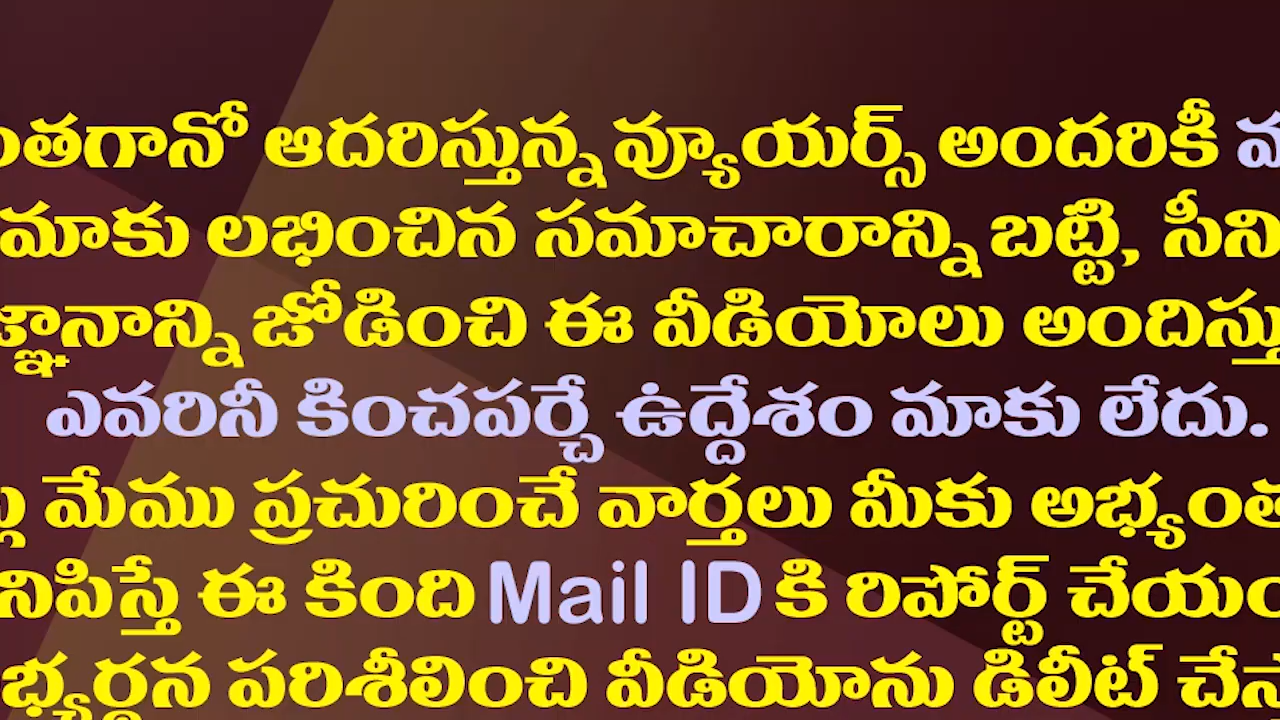 ంతగానో ఆదరిస్తున్న వ్యూయర్స్ అందరికీ
మాకు లభించిన సమాచారాన్ని బట్టి, సీని
జ్ఞానాన్ని జోడించి ఈ వీడియోలు అందిస్తు
ఎవరినీ కించపర్చే ఉద్దేశం మాకు లేదు.
ల్ల మేము ప్రచురించే వార్తలు మీకు అభ్యంత
నిపిస్తే ఈ కింది Mail ID కి రిపోర్ట్ చేయం
భ్యర్ధన పరిశీలించి వీడియోను డిలీట్ చేస